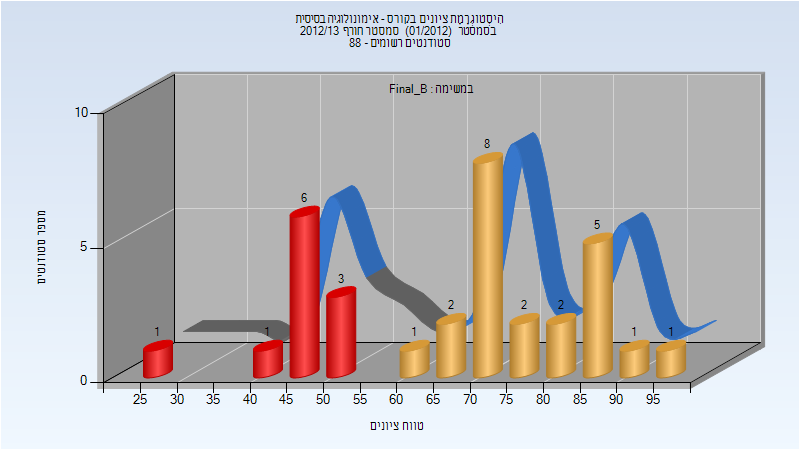 היסטוגרמת ציונים בקורס - אימונולוגיה בסיסית
בסמסטר (01/2012) סמסטר חורף 2012/13
סטודנטים רשומים - 88
במשימה : Final_B
מספר סטודנטים
10
5
0
1
1
6
3
1
2
8
2
2
5
1
1
25 30 35 40 45 50 55 60 65 70 75 80 85 90 95
טווח ציונים